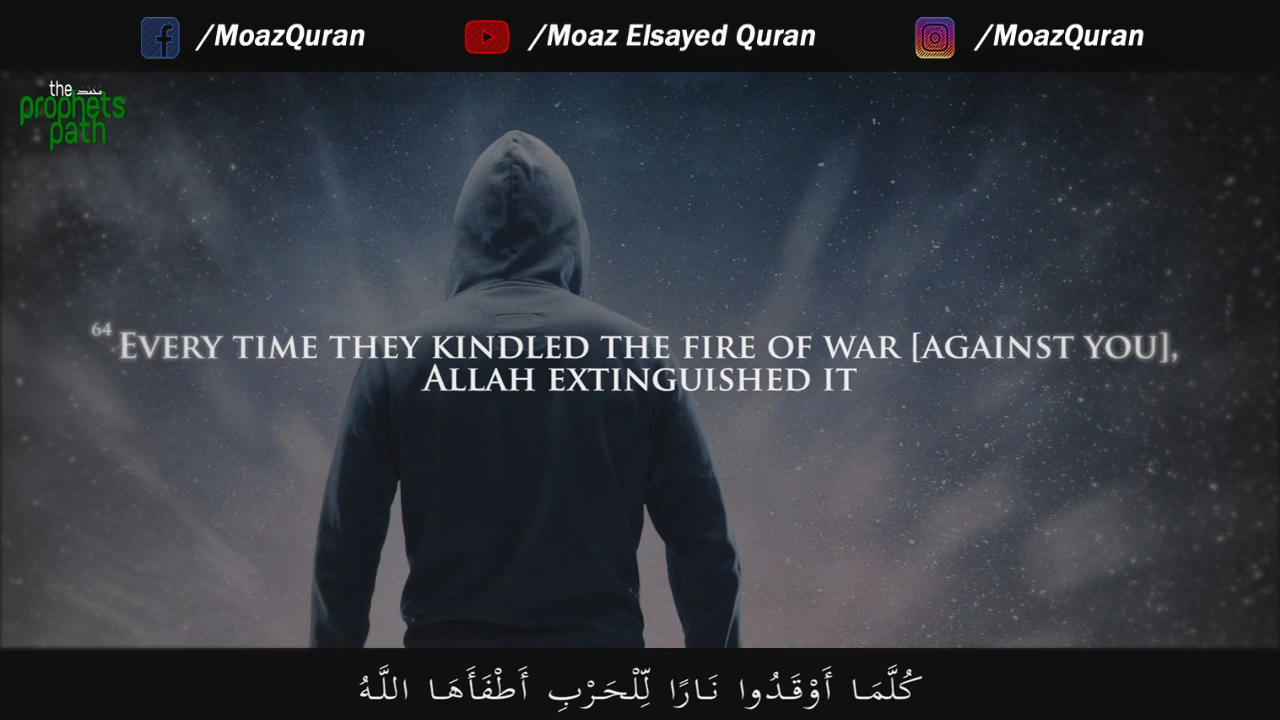 /MoazQuran
/Moaz Elsayed Quran
/MoazQuran
the محمد
prophets
path
64 Every time they kindled the fire of war [against you],
Allah extinguished it
كُلَّمَا أَوْقَدُوا نَارًا لِّلْحَرْبِ أَطْفَأَهَا اللَّهُ